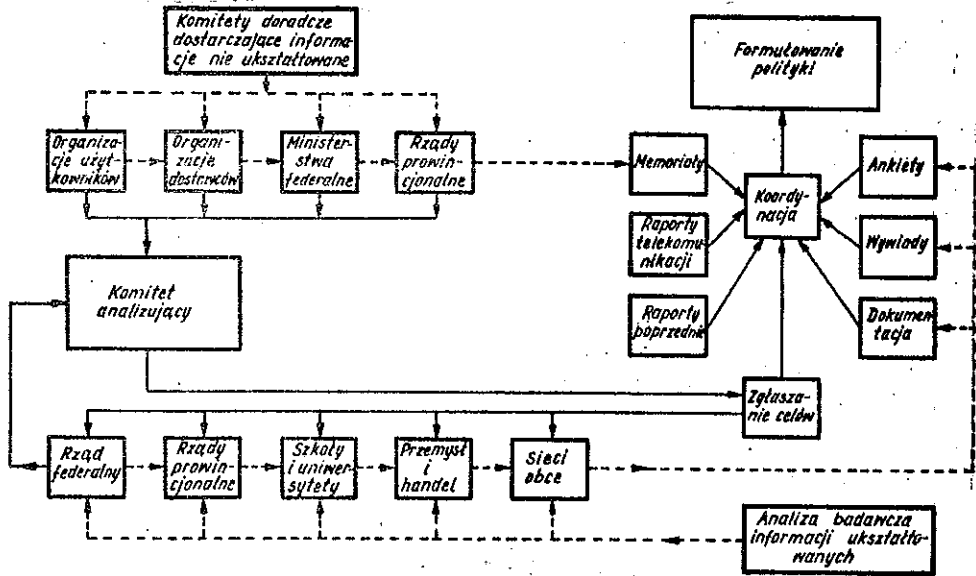 Komitety doradcze
dostarczające informa-
cje nie ukształtowane
Formułowanie
polityki
Organiza-
cje użyt-
kowników
Organi-
zacje
dostawców
Minister-
stwa
federalne
Rządy
prowin-
cjonalne
Memoriały
Koordy-
nacja
Ankiety
Raporty
telekomu-
nikacji
Wywiady
Komitet
analizujący
Raporty
poprzednie
Dokumen-
tacja
Zgłasza-
nie celów
Rząd
federalny
Rządy
prowin-
cjonalne
Szkoły
i uniwer-
sytety
Przemysł
i
handel
Sieci
obce
Analiza badawcza
informacji ukształto-
wanych